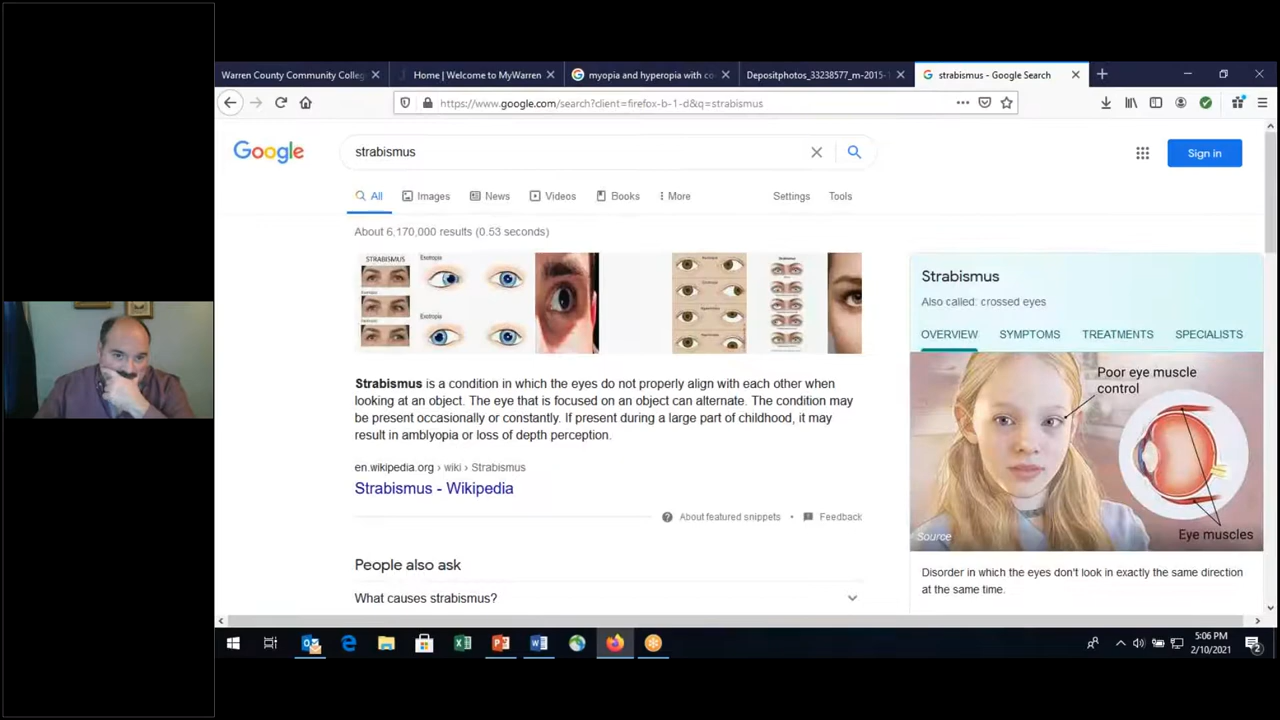 Warren County Community Colleg
Home | Welcome to MyWarren
myopia and hyperopia with co
Depositphotos_33238577_m-2015-
strabismus - Google Search
https://www.google.com/search?client=firefox-b-1-d&q=strabismus
Google
strabismus
Sign in
All
Images
News
Videos
Books
More
Settings
Tools
About 6,170,000 results (0.53 seconds)
STRABISMUS
Esotropia
Exotropia
Strabismus
Also called: crossed eyes
OVERVIEW
SYMPTOMS
TREATMENTS
SPECIALISTS
Poor eye muscle
control
Eye muscles
Source
Strabismus is a condition in which the eyes do not properly align with each other when
looking at an object. The eye that is focused on an object can alternate. The condition may
be present occasionally or constantly. If present during a large part of childhood, it may
result in amblyopia or loss of depth perception.
en.wikipedia.org › wiki › Strabismus
Strabismus - Wikipedia
About featured snippets • Feedback
Disorder in which the eyes don't look in exactly the same direction
at the same time.
People also ask
What causes strabismus?
5:06 PM
2/10/2021
2